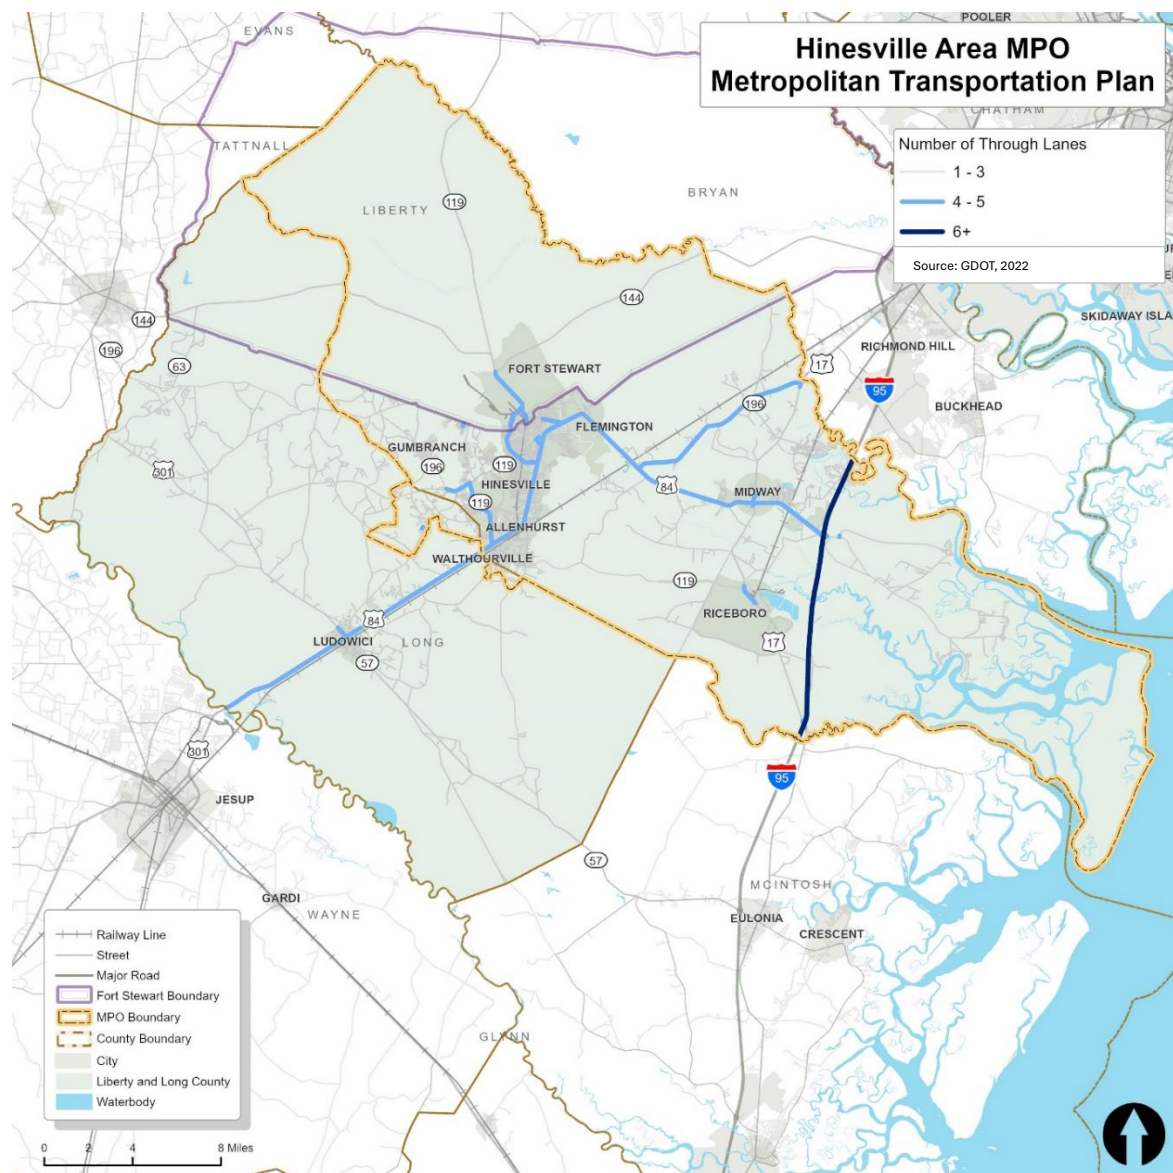 POOLER
EVANS
Hinesville Area MPO
Metropolitan Transportation Plan
CHATHAM
Number of Through Lanes
1 - 3
4 - 5
6+
Source: GDOT, 2022
TATTNALL
BRYAN
119
LIBERTY
144
SKIDAWAY ISLA
144
196
63
17
RICHMOND HILL
FORT STEWART
95
BUCKHEAD
196
FLEMINGTON
GUMBRANCH
196
119
301
HINESVILLE
84
MIDWAY
119
ALLENHURST
WALTHOURVILLE
119
RICEBORO
84
LUDOWICI
LONG
17
57
301
95
JESUP
57
MCINTOSH
GARDI
WAYNE
EULONIA
CRESCENT
Railway Line
Street
Major Road
Fort Stewart Boundary
MPO Boundary
County Boundary
City
Liberty and Long County
Waterbody
GLYNN
0 2 4 8 Miles